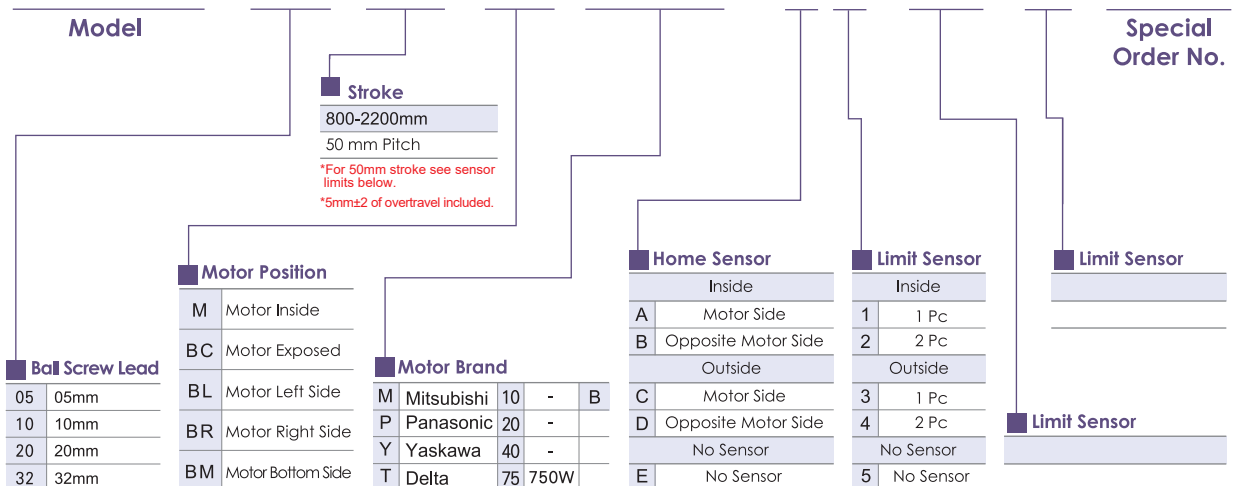 Model
Special
Order No.
Stroke
800-2200mm
50 mm Pitch
*For 50mm stroke see sensor
limits below.
*5mm±2 of overtravel included.
Motor Position
M Motor Inside
BC Motor Exposed
BL Motor Left Side
BR Motor Right Side
BM Motor Bottom Side
Home Sensor
Inside
A Motor Side
B Opposite Motor Side
Outside
C Motor Side
D Opposite Motor Side
No Sensor
E No Sensor
Limit Sensor
Inside
1 1 Pc
2 2 Pc
Outside
3 1 Pc
4 2 Pc
No Sensor
5 No Sensor
Limit Sensor
Ball Screw Lead
05 05mm
10 10mm
20 20mm
32 32mm
Motor Brand
M Mitsubishi 10 - B
P Panasonic 20 -
Y Yaskawa 40 -
T Delta 75 750W
Limit Sensor